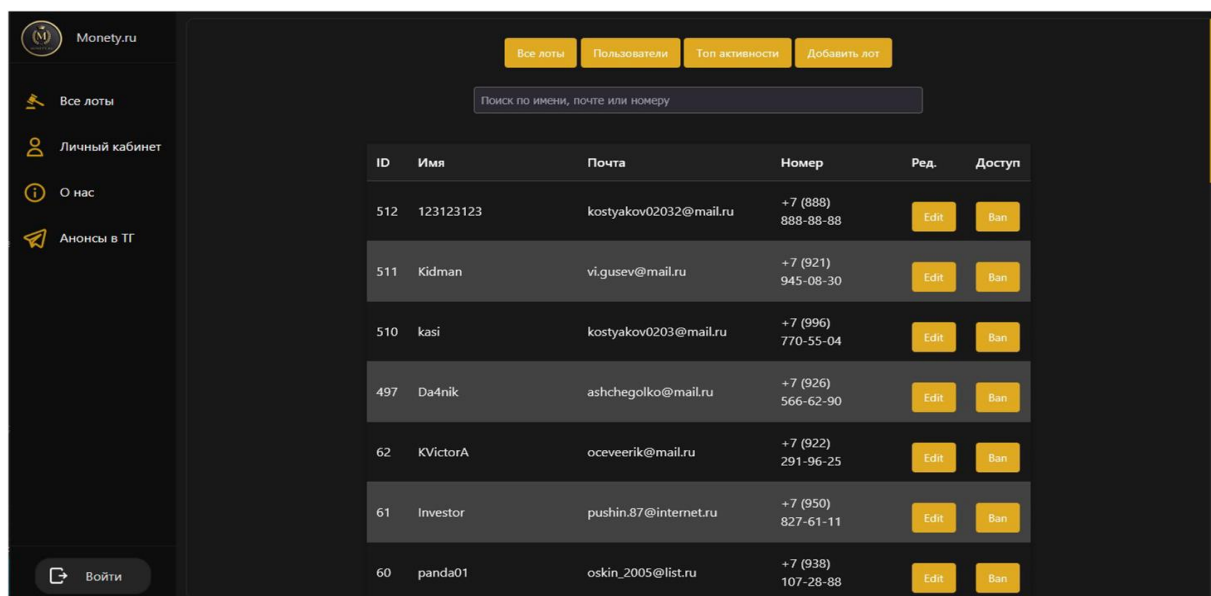 Monety.ru
Все лоты
Личный кабинет
О нас
Анонсы в ТГ
Войти
Все лоты Пользователи Топ активности Добавить лот
Поиск по имени, почте или номеру
ID Имя Почта Номер Ред. Доступ
512 123123123 kostyakov02032@mail.ru +7 (888)
888-88-88 Edit Ban
511 Kidman vi.gusev@mail.ru +7 (921)
945-08-30 Edit Ban
510 kasi kostyakov0203@mail.ru +7 (996)
770-55-04 Edit Ban
497 Da4nik ashchegolko@mail.ru +7 (926)
566-62-90 Edit Ban
62 KVictorA oceveerik@mail.ru +7 (922)
291-96-25 Edit Ban
61 Investor pushin.87@internet.ru +7 (950)
827-61-11 Edit Ban
60 panda01 oskin_2005@list.ru +7 (938)
107-28-88 Edit Ban